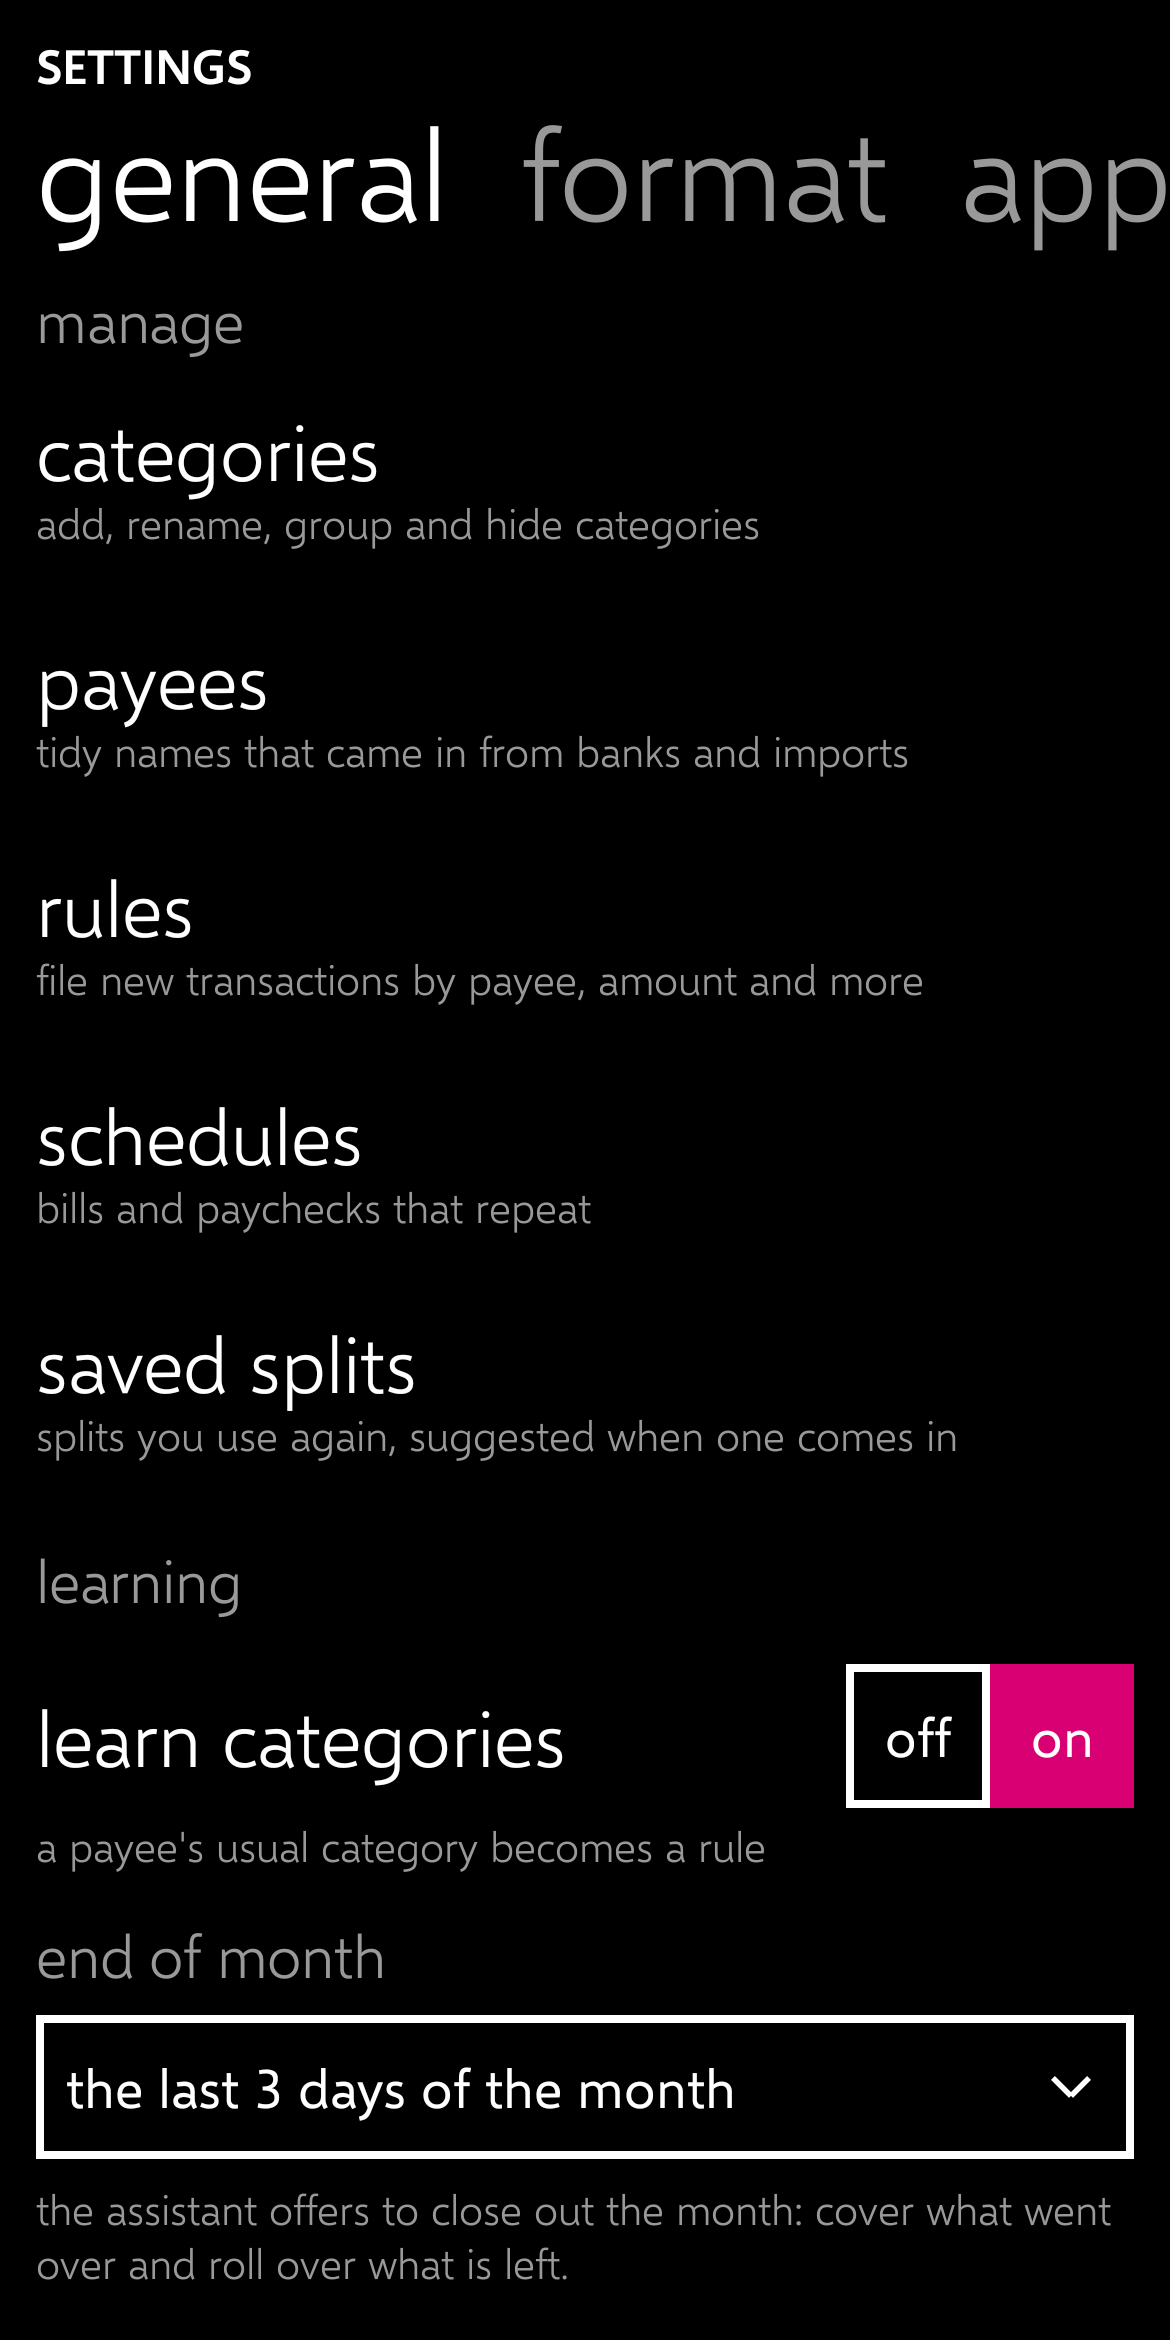 SETTINGS
general format app
manage
categories
add, rename, group and hide categories
payees
tidy names that came in from banks and imports
rules
file new transactions by payee, amount and more
schedules
bills and paychecks that repeat
saved splits
splits you use again, suggested when one comes in
learning
learn categories off on
a payee's usual category becomes a rule
end of month
the last 3 days of the month
the assistant offers to close out the month: cover what went
over and roll over what is left.